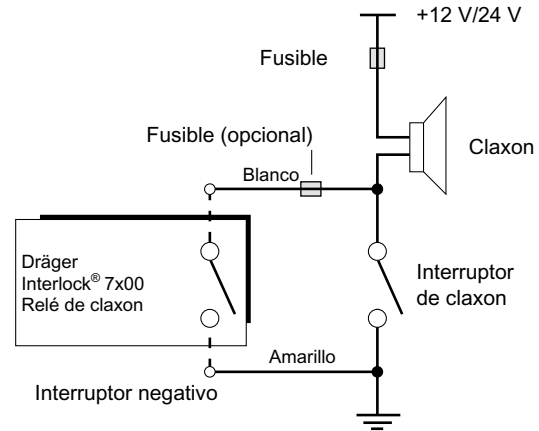 +12 V/24 V
Fusible
Fusible (opcional)
Claxon
Blanco
Dräger
Interlock® 7x00
Relé de claxon
Interruptor
de claxon
Amarillo
Interruptor negativo